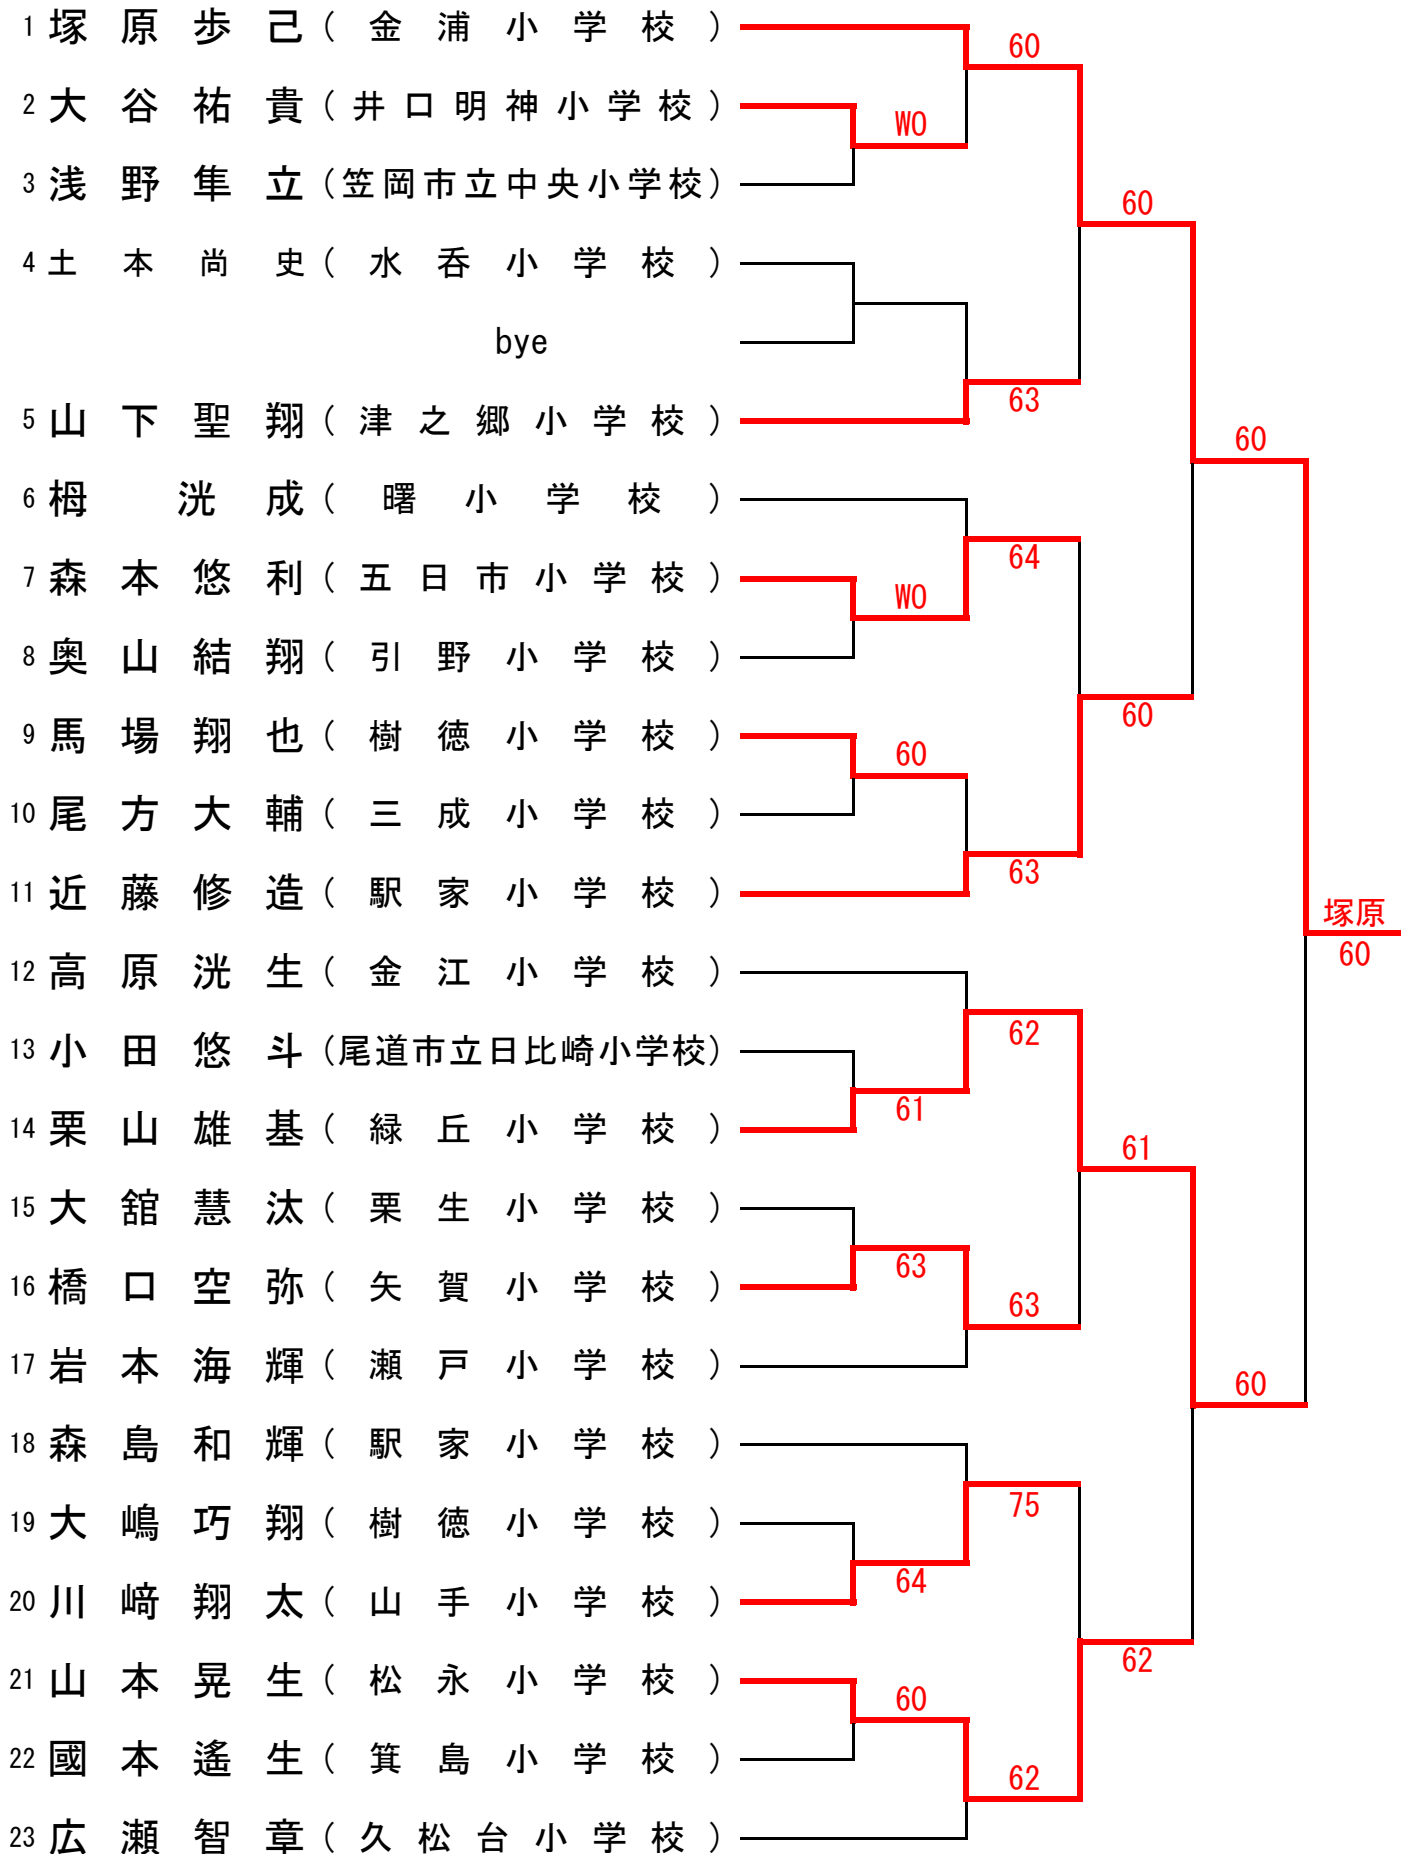 1 塚原歩己（金浦小学校）
60
2 大谷祐貴（井口明神小学校）
WO
3 浅野隼立（笠岡市立中央小学校）
60
4 土本尚史（水呑小学校）
bye
63
5 山下聖翔（津之郷小学校）
60
6 栂洸成（曙小学校）
64
7 森本悠利（五日市小学校）
WO
8 奥山結翔（引野小学校）
60
9 馬場翔也（樹徳小学校）
60
10 尾方大輔（三成小学校）
63
11 近藤修造（駅家小学校）
塚原
60
12 高原洸生（金江小学校）
62
13 小田悠斗（尾道市立日比崎小学校）
61
14 栗山雄基（緑丘小学校）
61
15 大舘慧汰（栗生小学校）
63
16 橋口空弥（矢賀小学校）
63
17 岩本海輝（瀬戸小学校）
60
18 森島和輝（駅家小学校）
75
19 大嶋巧翔（樹徳小学校）
64
20 川﨑翔太（山手小学校）
62
21 山本晃生（松永小学校）
60
22 國本遙生（箕島小学校）
62
23 広瀬智章（久松台小学校）